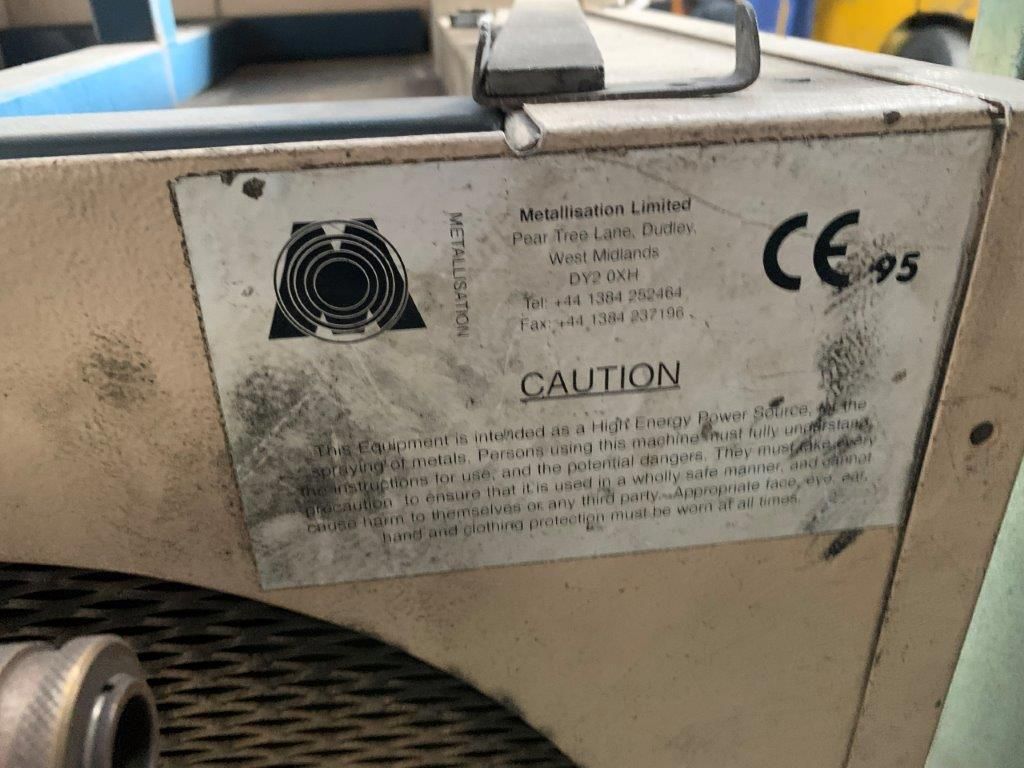 METALLISATION
Metallisation Limited
Pear Tree Lane, Dudley,
West Midlands
DY2 0XH
Tel: +44 1384 252464
Fax: +44 1384 237196
CE 95
CAUTION
This Equipment is intended as a High Energy Power Source, for the
spraying of metals. Persons using this machine must fully understand
the instructions for use, and the potential dangers. They must take every
precaution to ensure that it is used in a wholly safe manner, and cannot
cause harm to themselves or any third party. Appropriate face, eye, ear,
hand and clothing protection must be worn at all times.